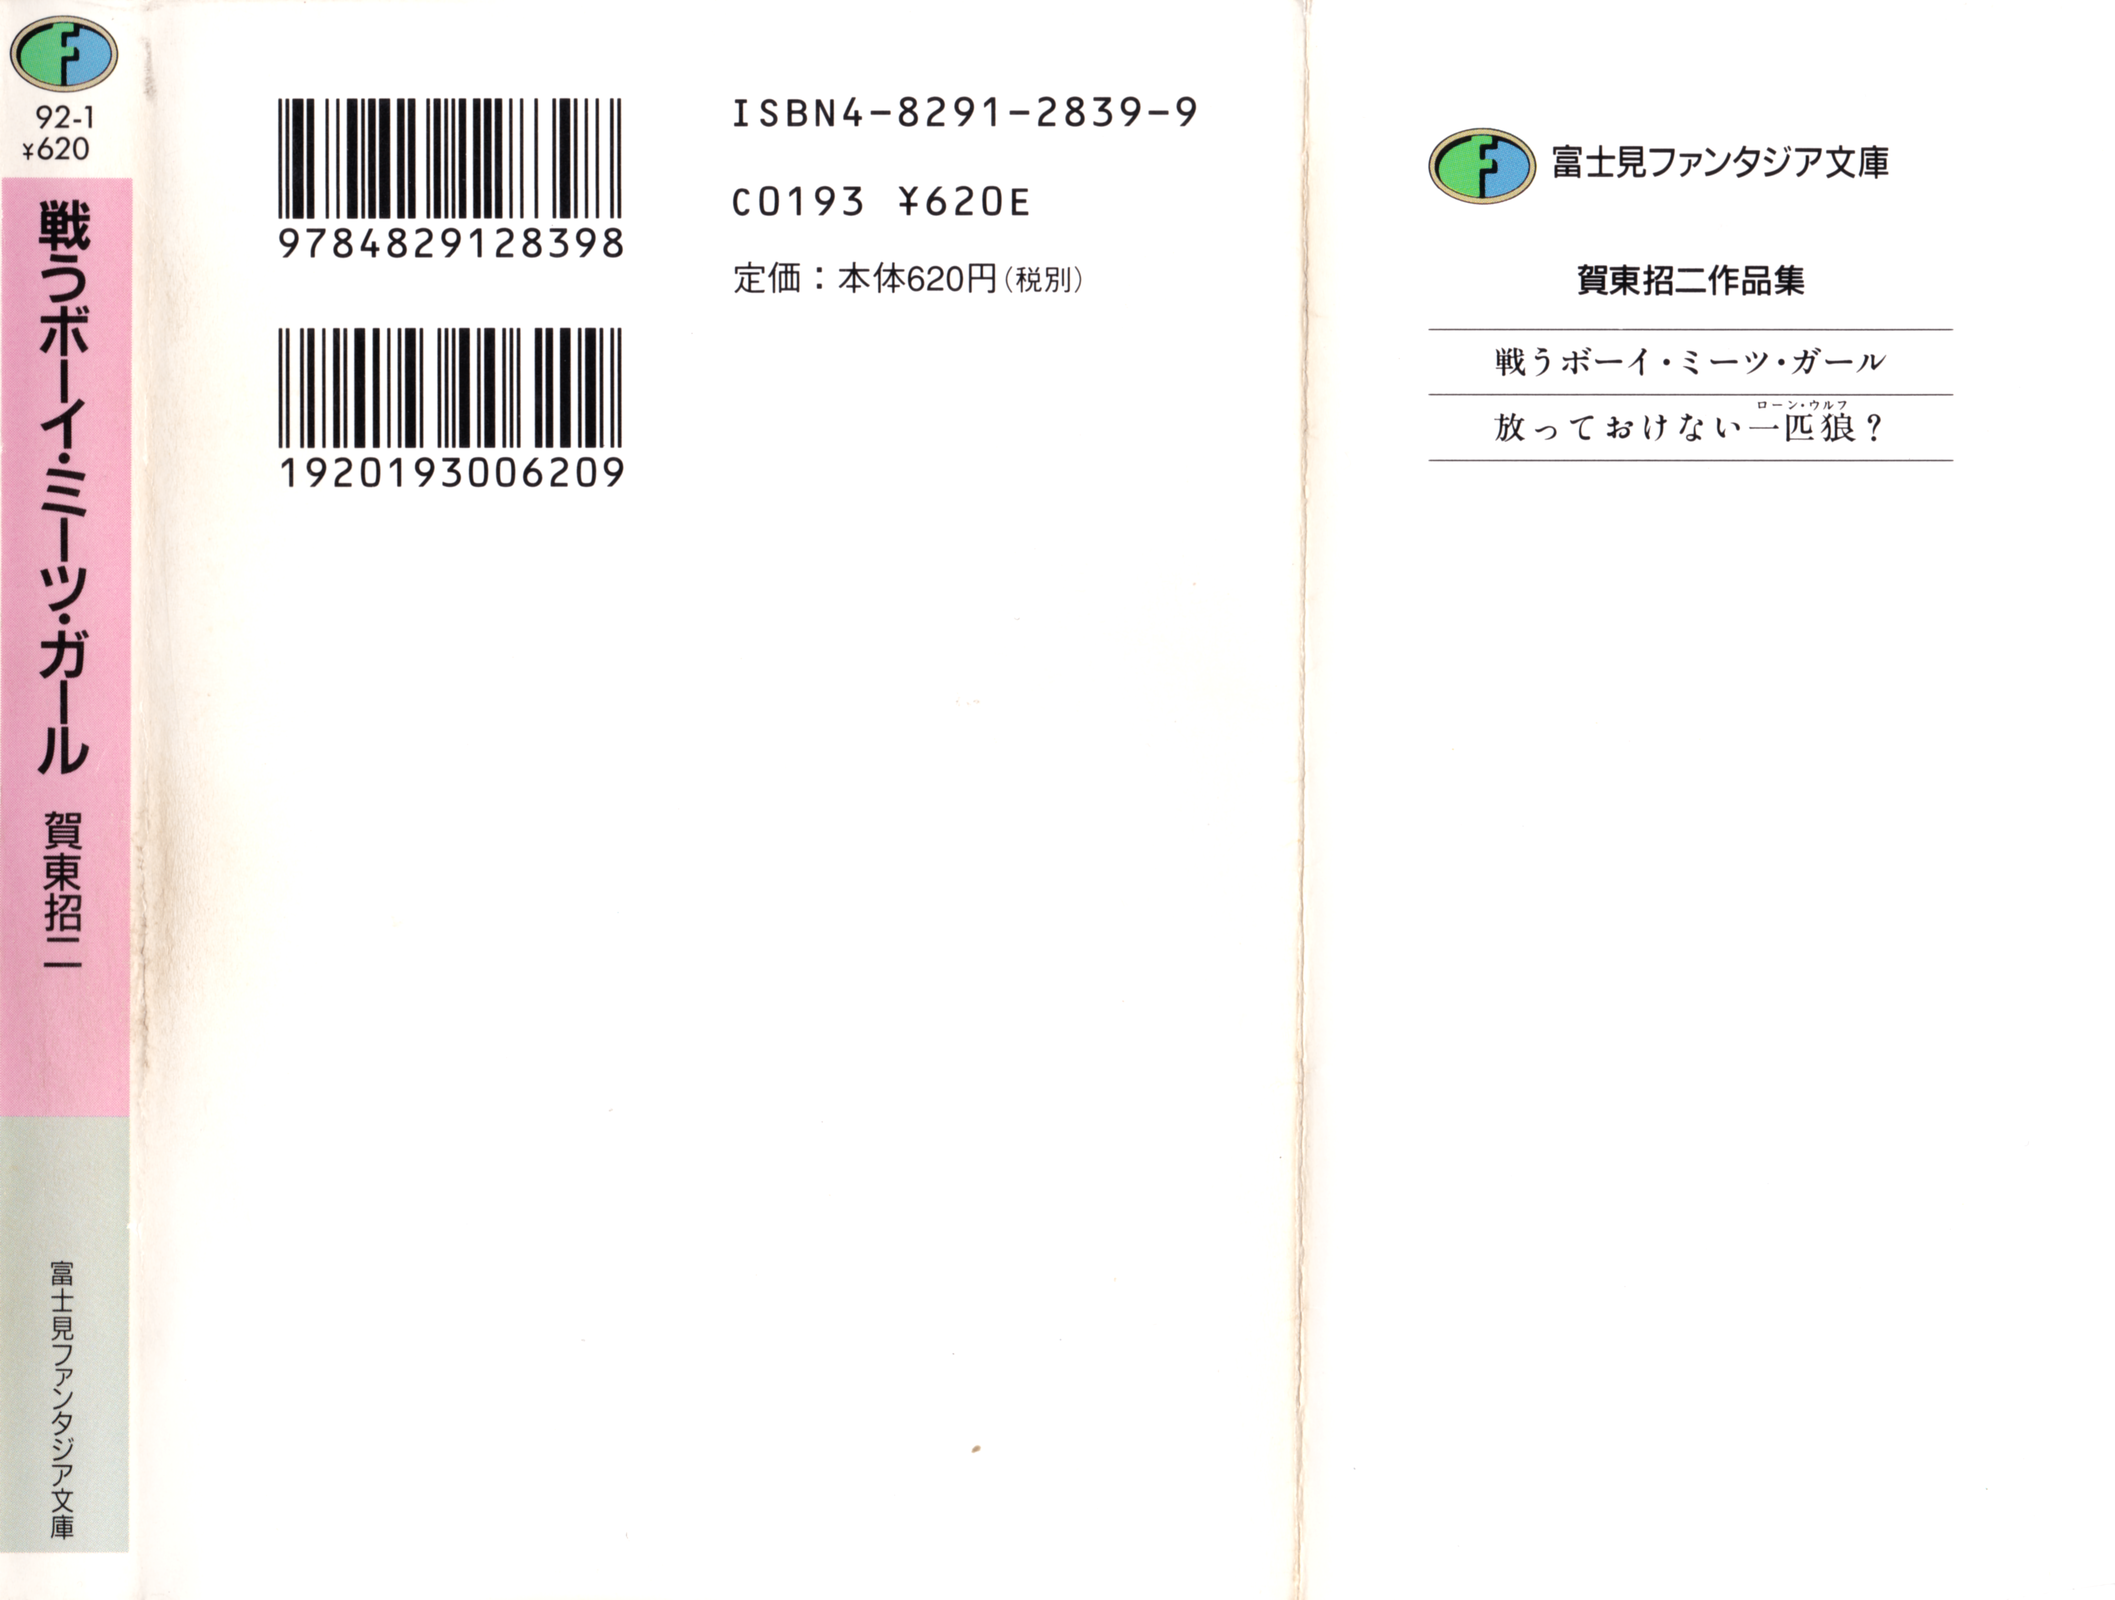 92-1
¥620
戦うボーイ・ミーツ・ガール
賀東招二
富士見ファンタジア文庫
9784829128398
1920193006209
ISBN4-8291-2839-9
C0193 ¥620E
定価：本体620円（税別）
富士見ファンタジア文庫
賀東招二作品集
戦うボーイ・ミーツ・ガール
ローン・ウルフ
放っておけない一匹狼？